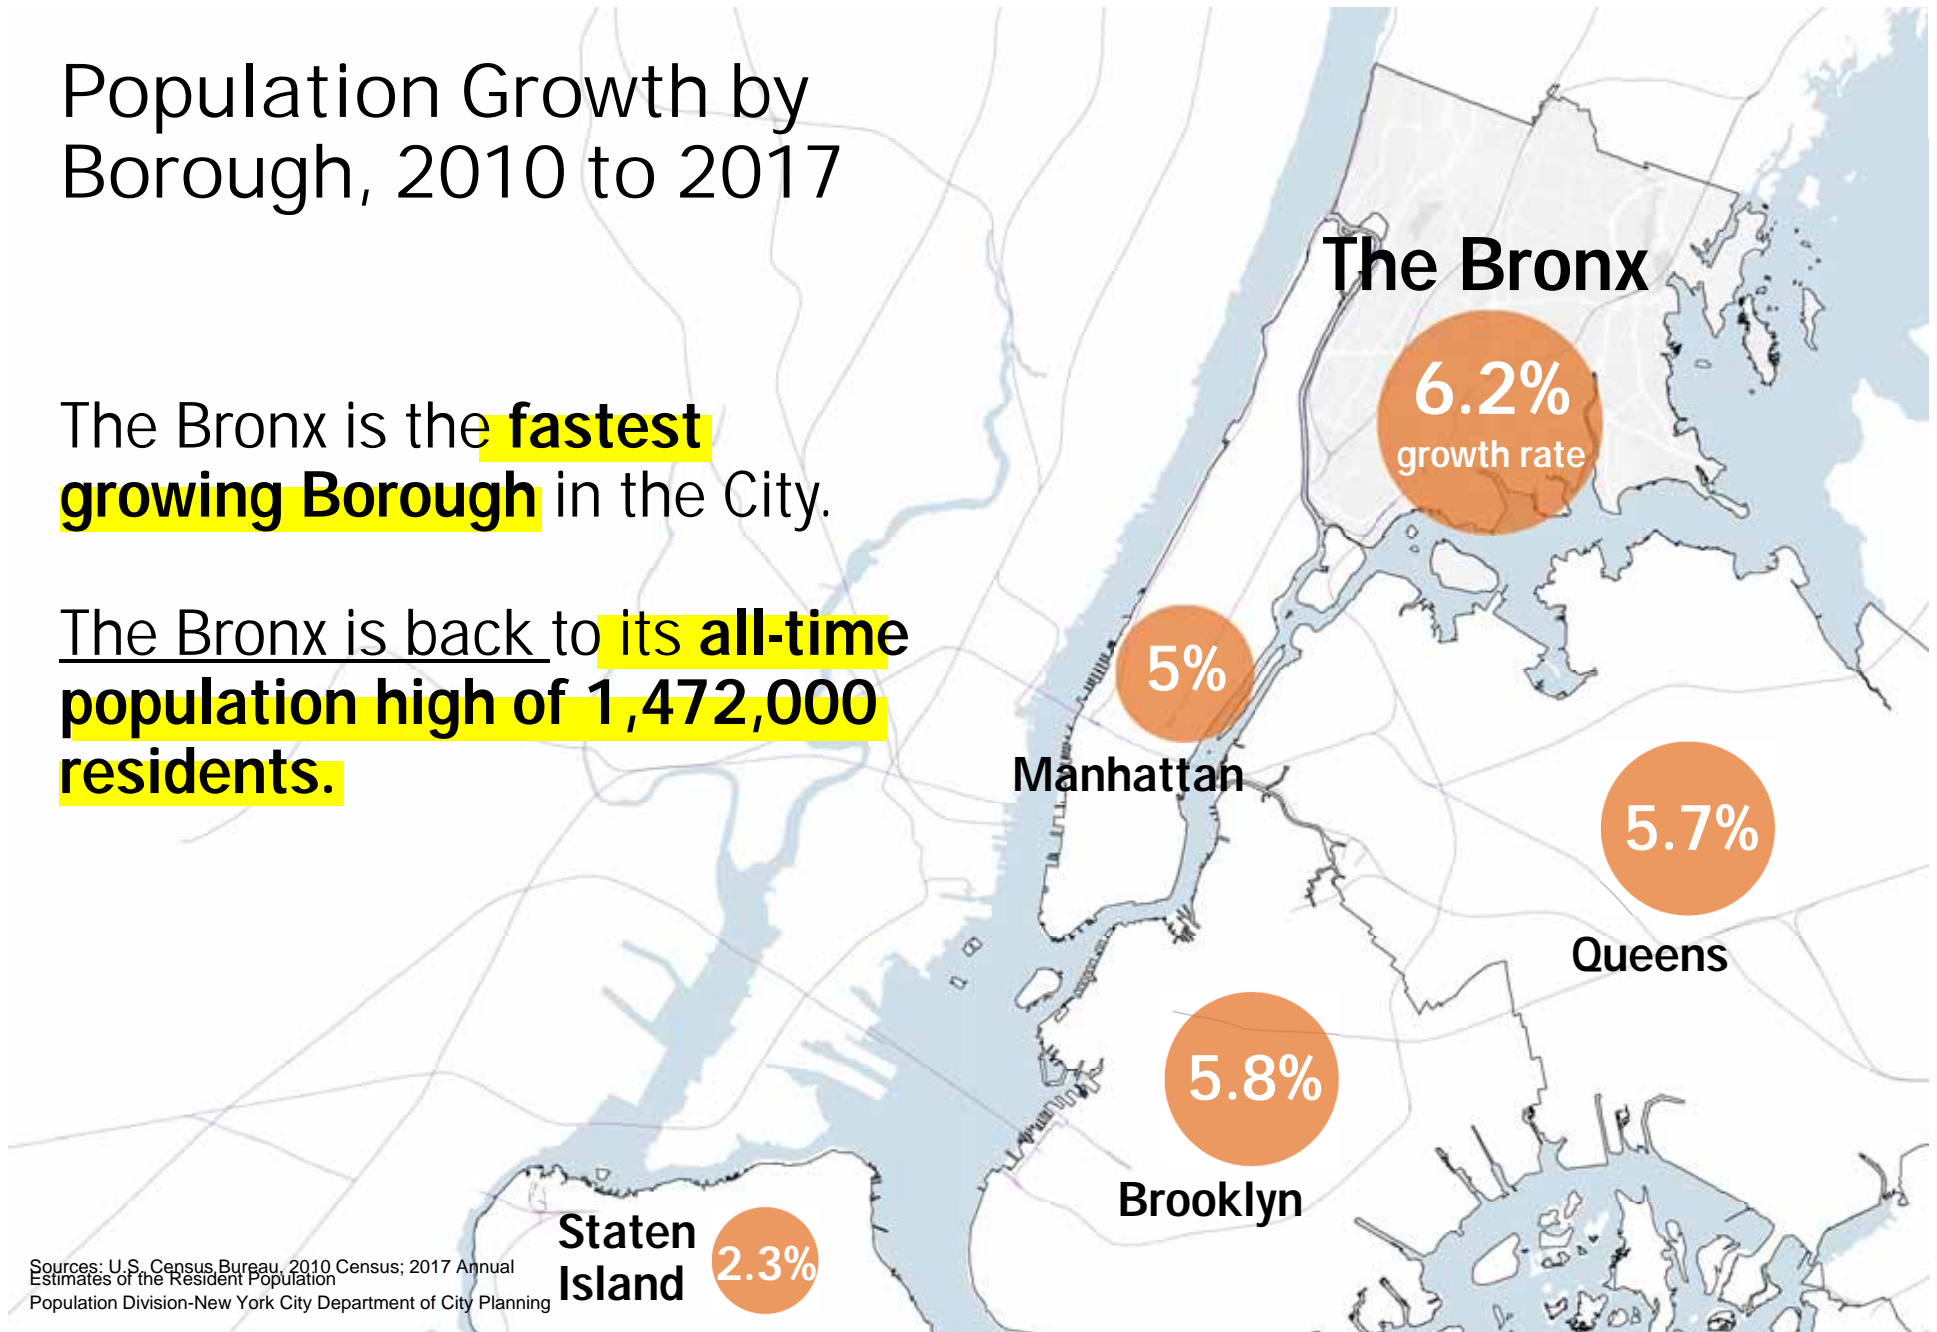 Population Growth by
Borough, 2010 to 2017
The Bronx is the fastest
growing Borough in the City.
The Bronx is back to its all-time
population high of 1,472,000
residents.
The Bronx
6.2%
growth rate
5%
Manhattan
5.7%
Queens
5.8%
Brooklyn
Staten
Island
2.3%
Sources: U.S. Census Bureau, 2010 Census; 2017 Annual
Estimates of the Resident Population
Population Division-New York City Department of City Planning